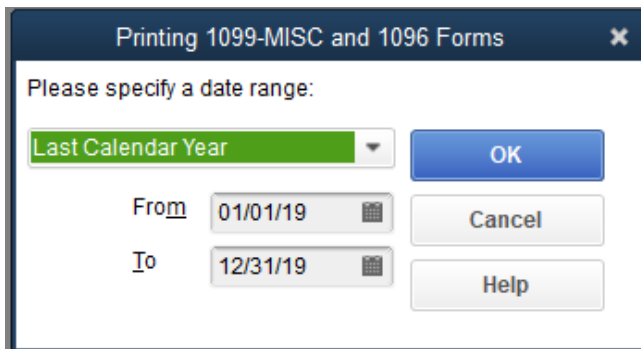 Printing 1099-MISC and 1096 Forms
Please specify a date range:
Last Calendar Year
OK
From 01/01/19
Cancel
To 12/31/19
Help